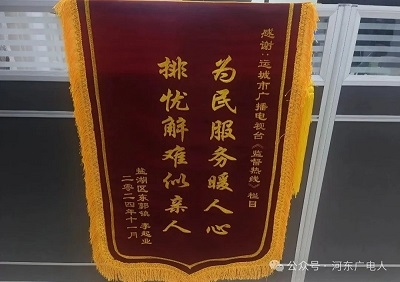 感谢：运城市广播电视台《监督热线》栏目
为民服务暖人心
排忧解难似亲人
盐湖区东郭镇 李超业
二零二四年十一月
公众号·河东广电人